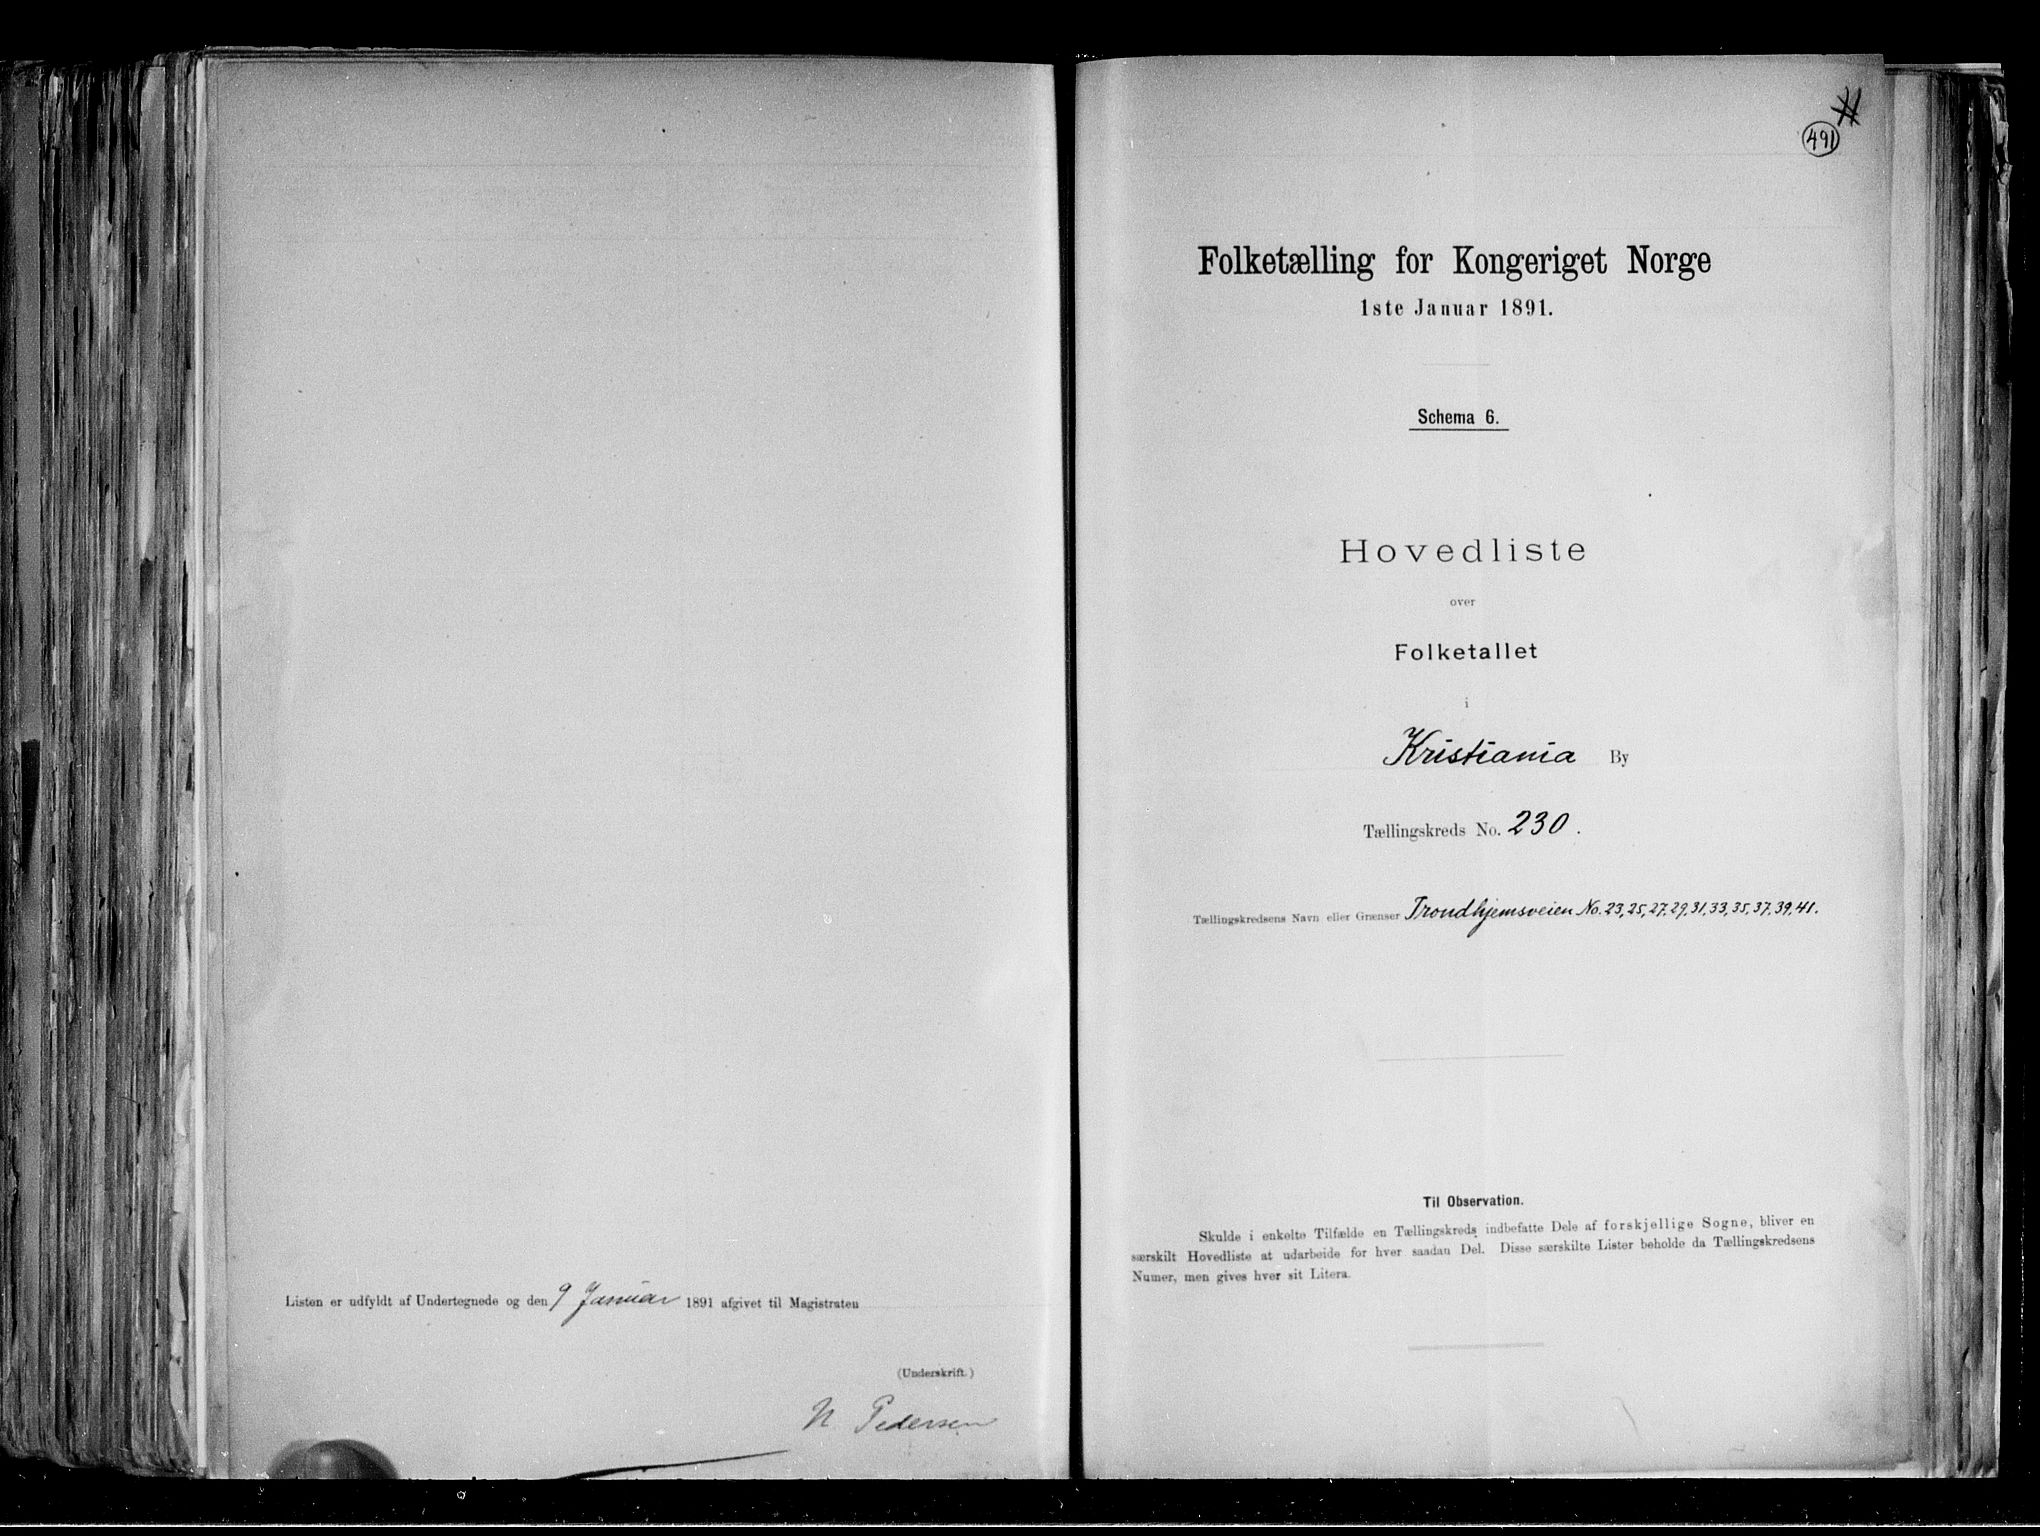 Listen er udfyldt af Undertegnede og den 9 Januar 1891 afgivet til Magistraten
(Underskrift.)
N. Pedersen
#
491
Folketælling for Kongeriget Norge
1ste Januar 1891.
Schema 6.
Hovedliste
over
Folketallet
i
Kristiania By
Tællingskreds No. 230.
Tællingskredsens Navn eller Grænser Trondhjemsveien No. 23, 25, 27, 29, 31, 33, 35, 37, 39, 41.
Til Observation.
Skulde i enkelte Tilfælde en Tællingskreds indbefatte Dele af forskjellige Sogne, bliver en
særskilt Hovedliste at udarbeide for hver saadan Del. Disse særskilte Lister beholde da Tællingskredsens
Numer, men gives hver sit Litera.